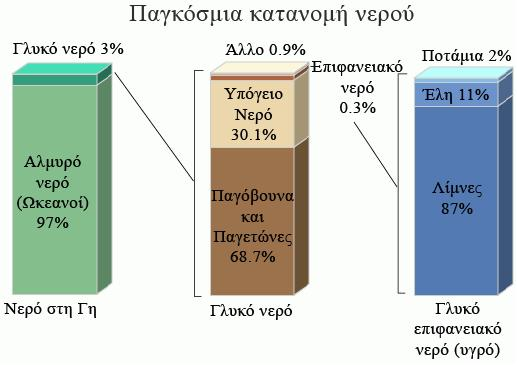 Παγκόσμια κατανομή νερού
Γλυκό νερό 3%
Αλμυρό
νερό
(Ωκεανοί)
97%
Νερό στη Γη
Άλλο 0.9%
Υπόγειο
Νερό
30.1%
Παγόβουνα
και
Παγετώνες
68.7%
Γλυκό νερό
Επιφανειακό
νερό
0.3%
Ποτάμια 2%
Έλη 11%
Λίμνες
87%
Γλυκό
επιφανειακό
νερό (υγρό)